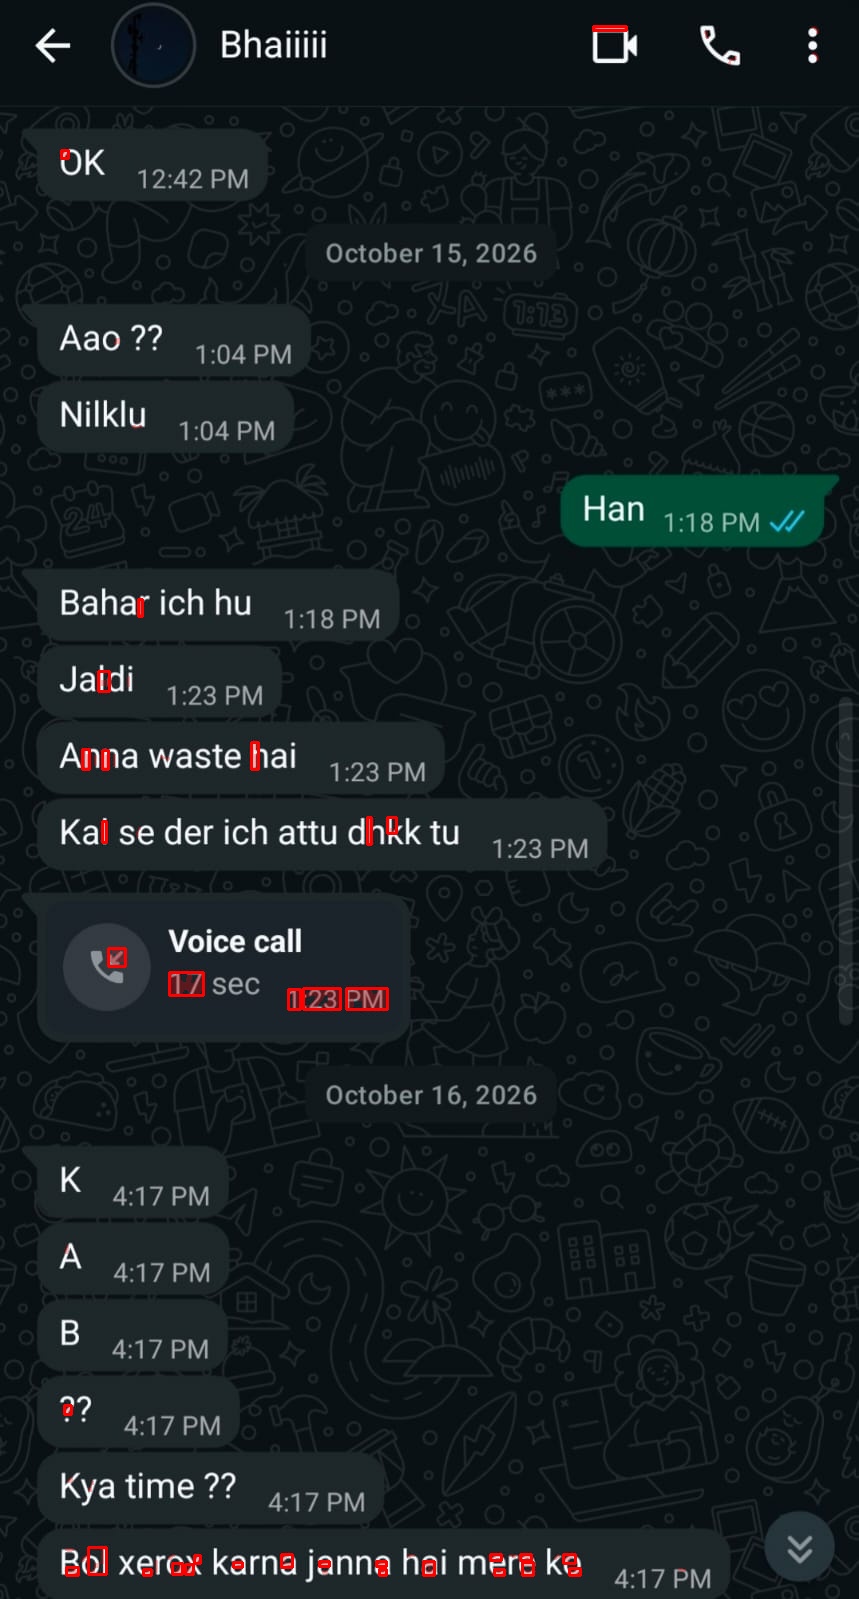 Bhaiiiii
OK 12:42 PM
October 15, 2026
Aao ?? 1:04 PM
Nilklu 1:04 PM
Han 1:18 PM
Bahar ich hu 1:18 PM
Jaldi 1:23 PM
Anna waste hai 1:23 PM
Kal se der ich attu dhkk tu 1:23 PM
Voice call
17 sec 1:23 PM
October 16, 2026
K 4:17 PM
A 4:17 PM
B 4:17 PM
?? 4:17 PM
Kya time ?? 4:17 PM
Bol xerox karna janna hai mere ke 4:17 PM